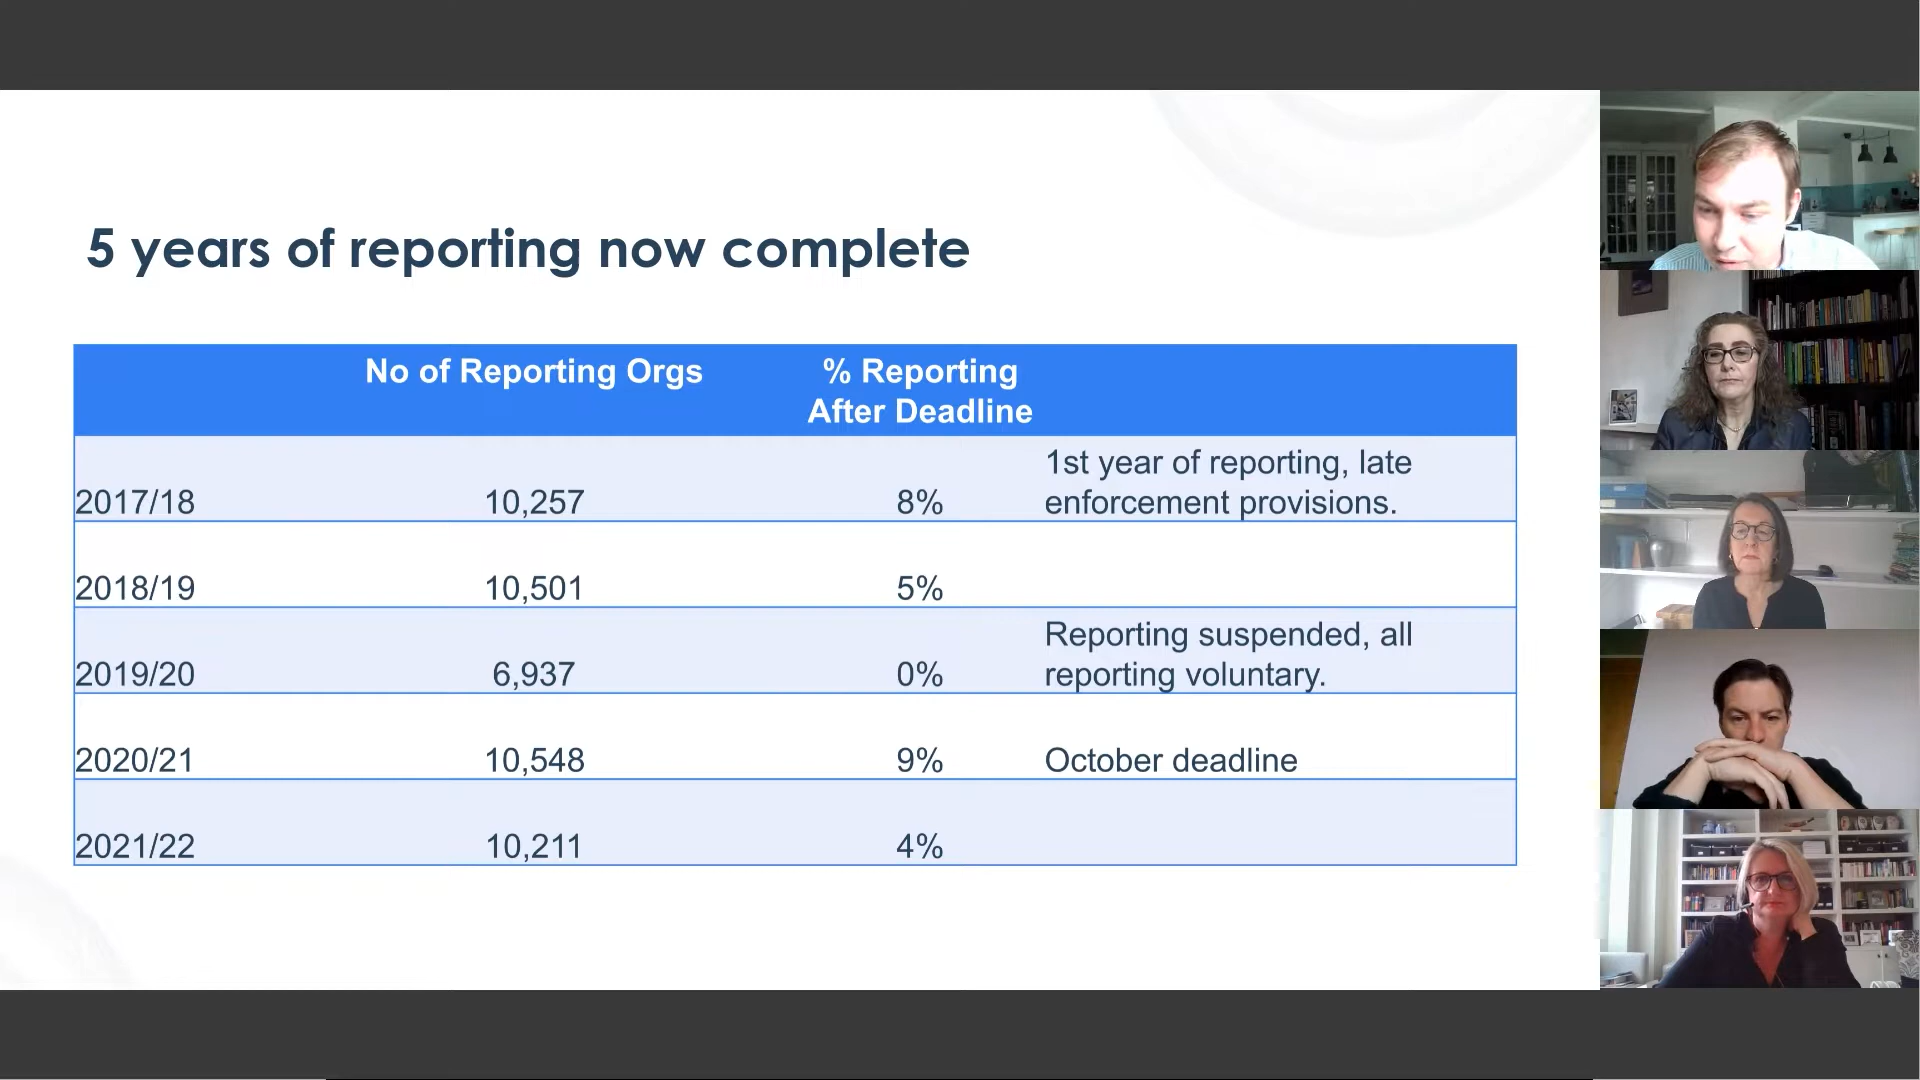 5 years of reporting now complete
No of Reporting Orgs
% Reporting
After Deadline
2017/18 10,257 8% 1st year of reporting, late
enforcement provisions.
2018/19 10,501 5%
2019/20 6,937 0% Reporting suspended, all
reporting voluntary.
2020/21 10,548 9% October deadline
2021/22 10,211 4%